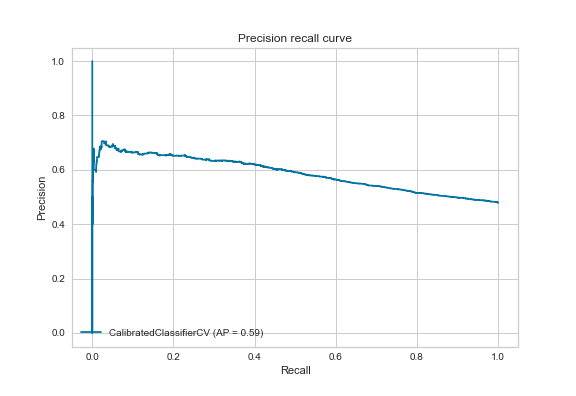 Precision recall curve
1.0
0.8
0.6
0.4
0.2
0.0
Precision
CalibratedClassifierCV (AP = 0.59)
0.0 0.2 0.4 0.6 0.8 1.0
Recall